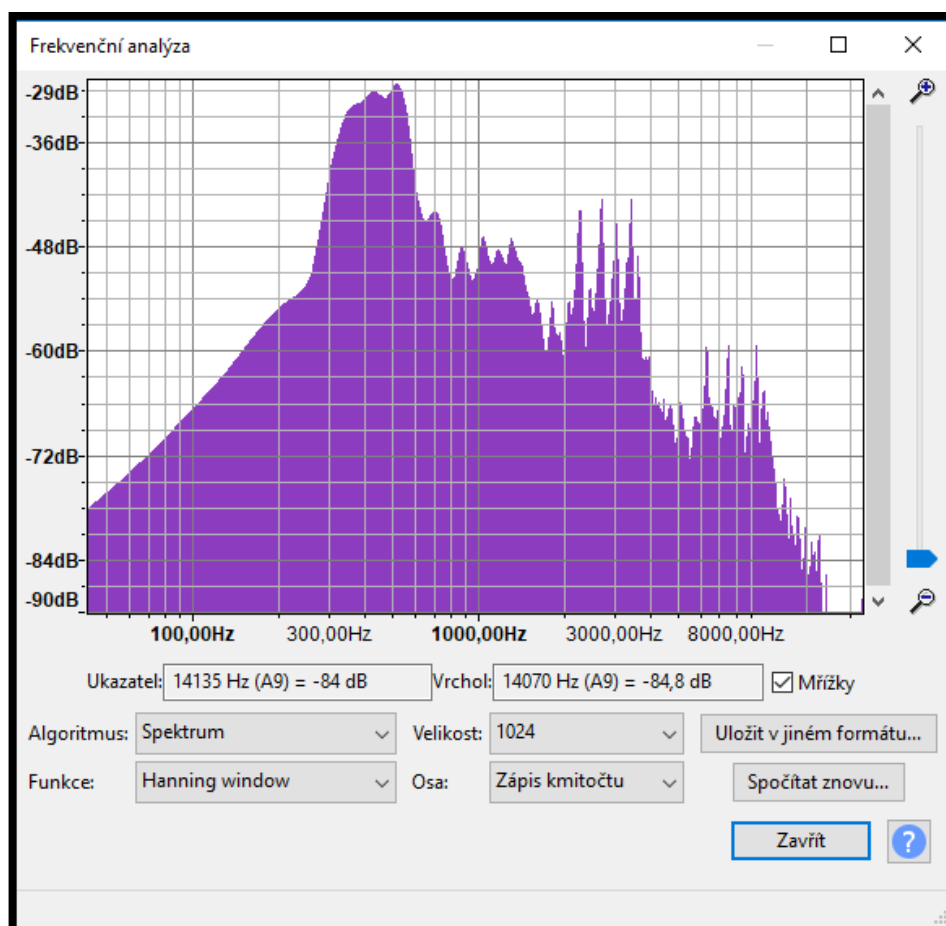 Frekvenční analýza
-29dB
-36dB
-48dB
-60dB
-72dB
-84dB
-90dB
100,00Hz 300,00Hz 1000,00Hz 3000,00Hz 8000,00Hz
Ukazatel: 14135 Hz (A9) = -84 dB Vrchol: 14070 Hz (A9) = -84,8 dB Mřížky
Algoritmus: Spektrum Velikost: 1024 Uložit v jiném formátu...
Funkce: Hanning window Osa: Zápis kmitočtu Spočítat znovu...
Zavřít ?